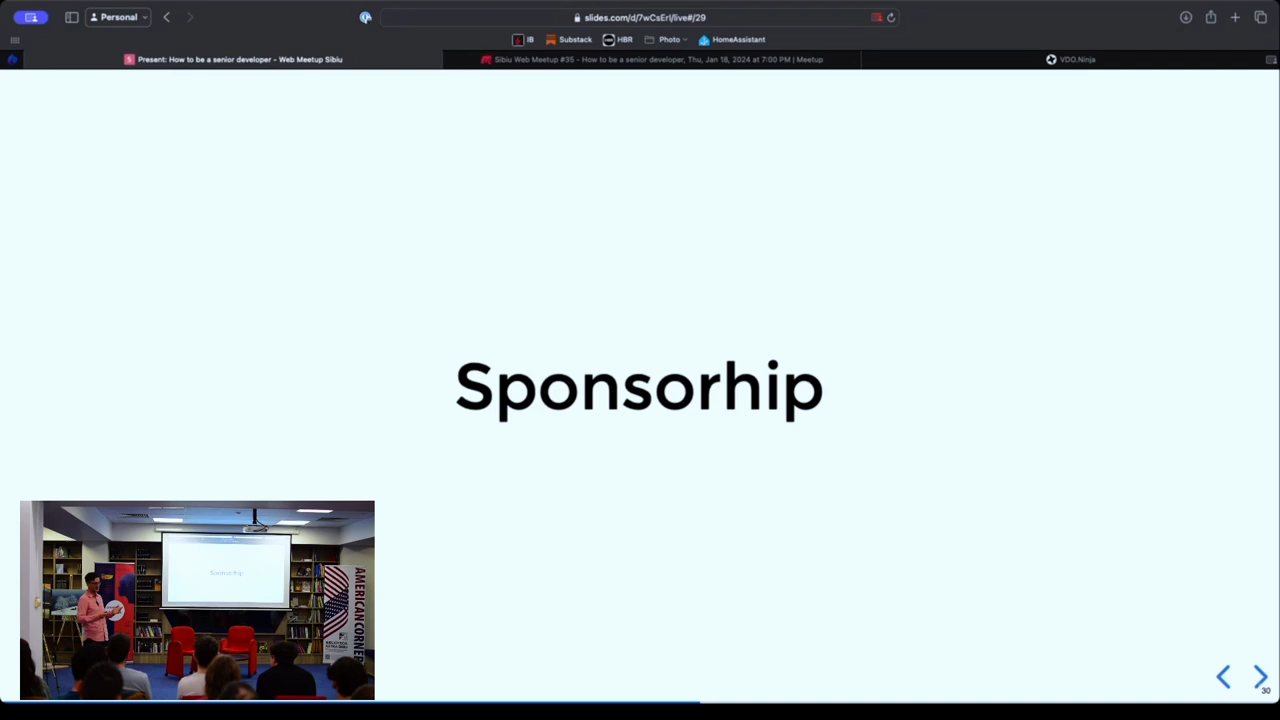 Personal
slides.com/d/7wCsErI/live#/29
IB
Substack
HBR
Photo
HomeAssistant
S Present: How to be a senior developer - Web Meetup Sibiu
Sibiu Web Meetup #35 - How to be a senior developer, Thu, Jan 18, 2024 at 7:00 PM | Meetup
VDO.Ninja
Sponsorhip
Sponsorhip
AMERICAN CORNER
30